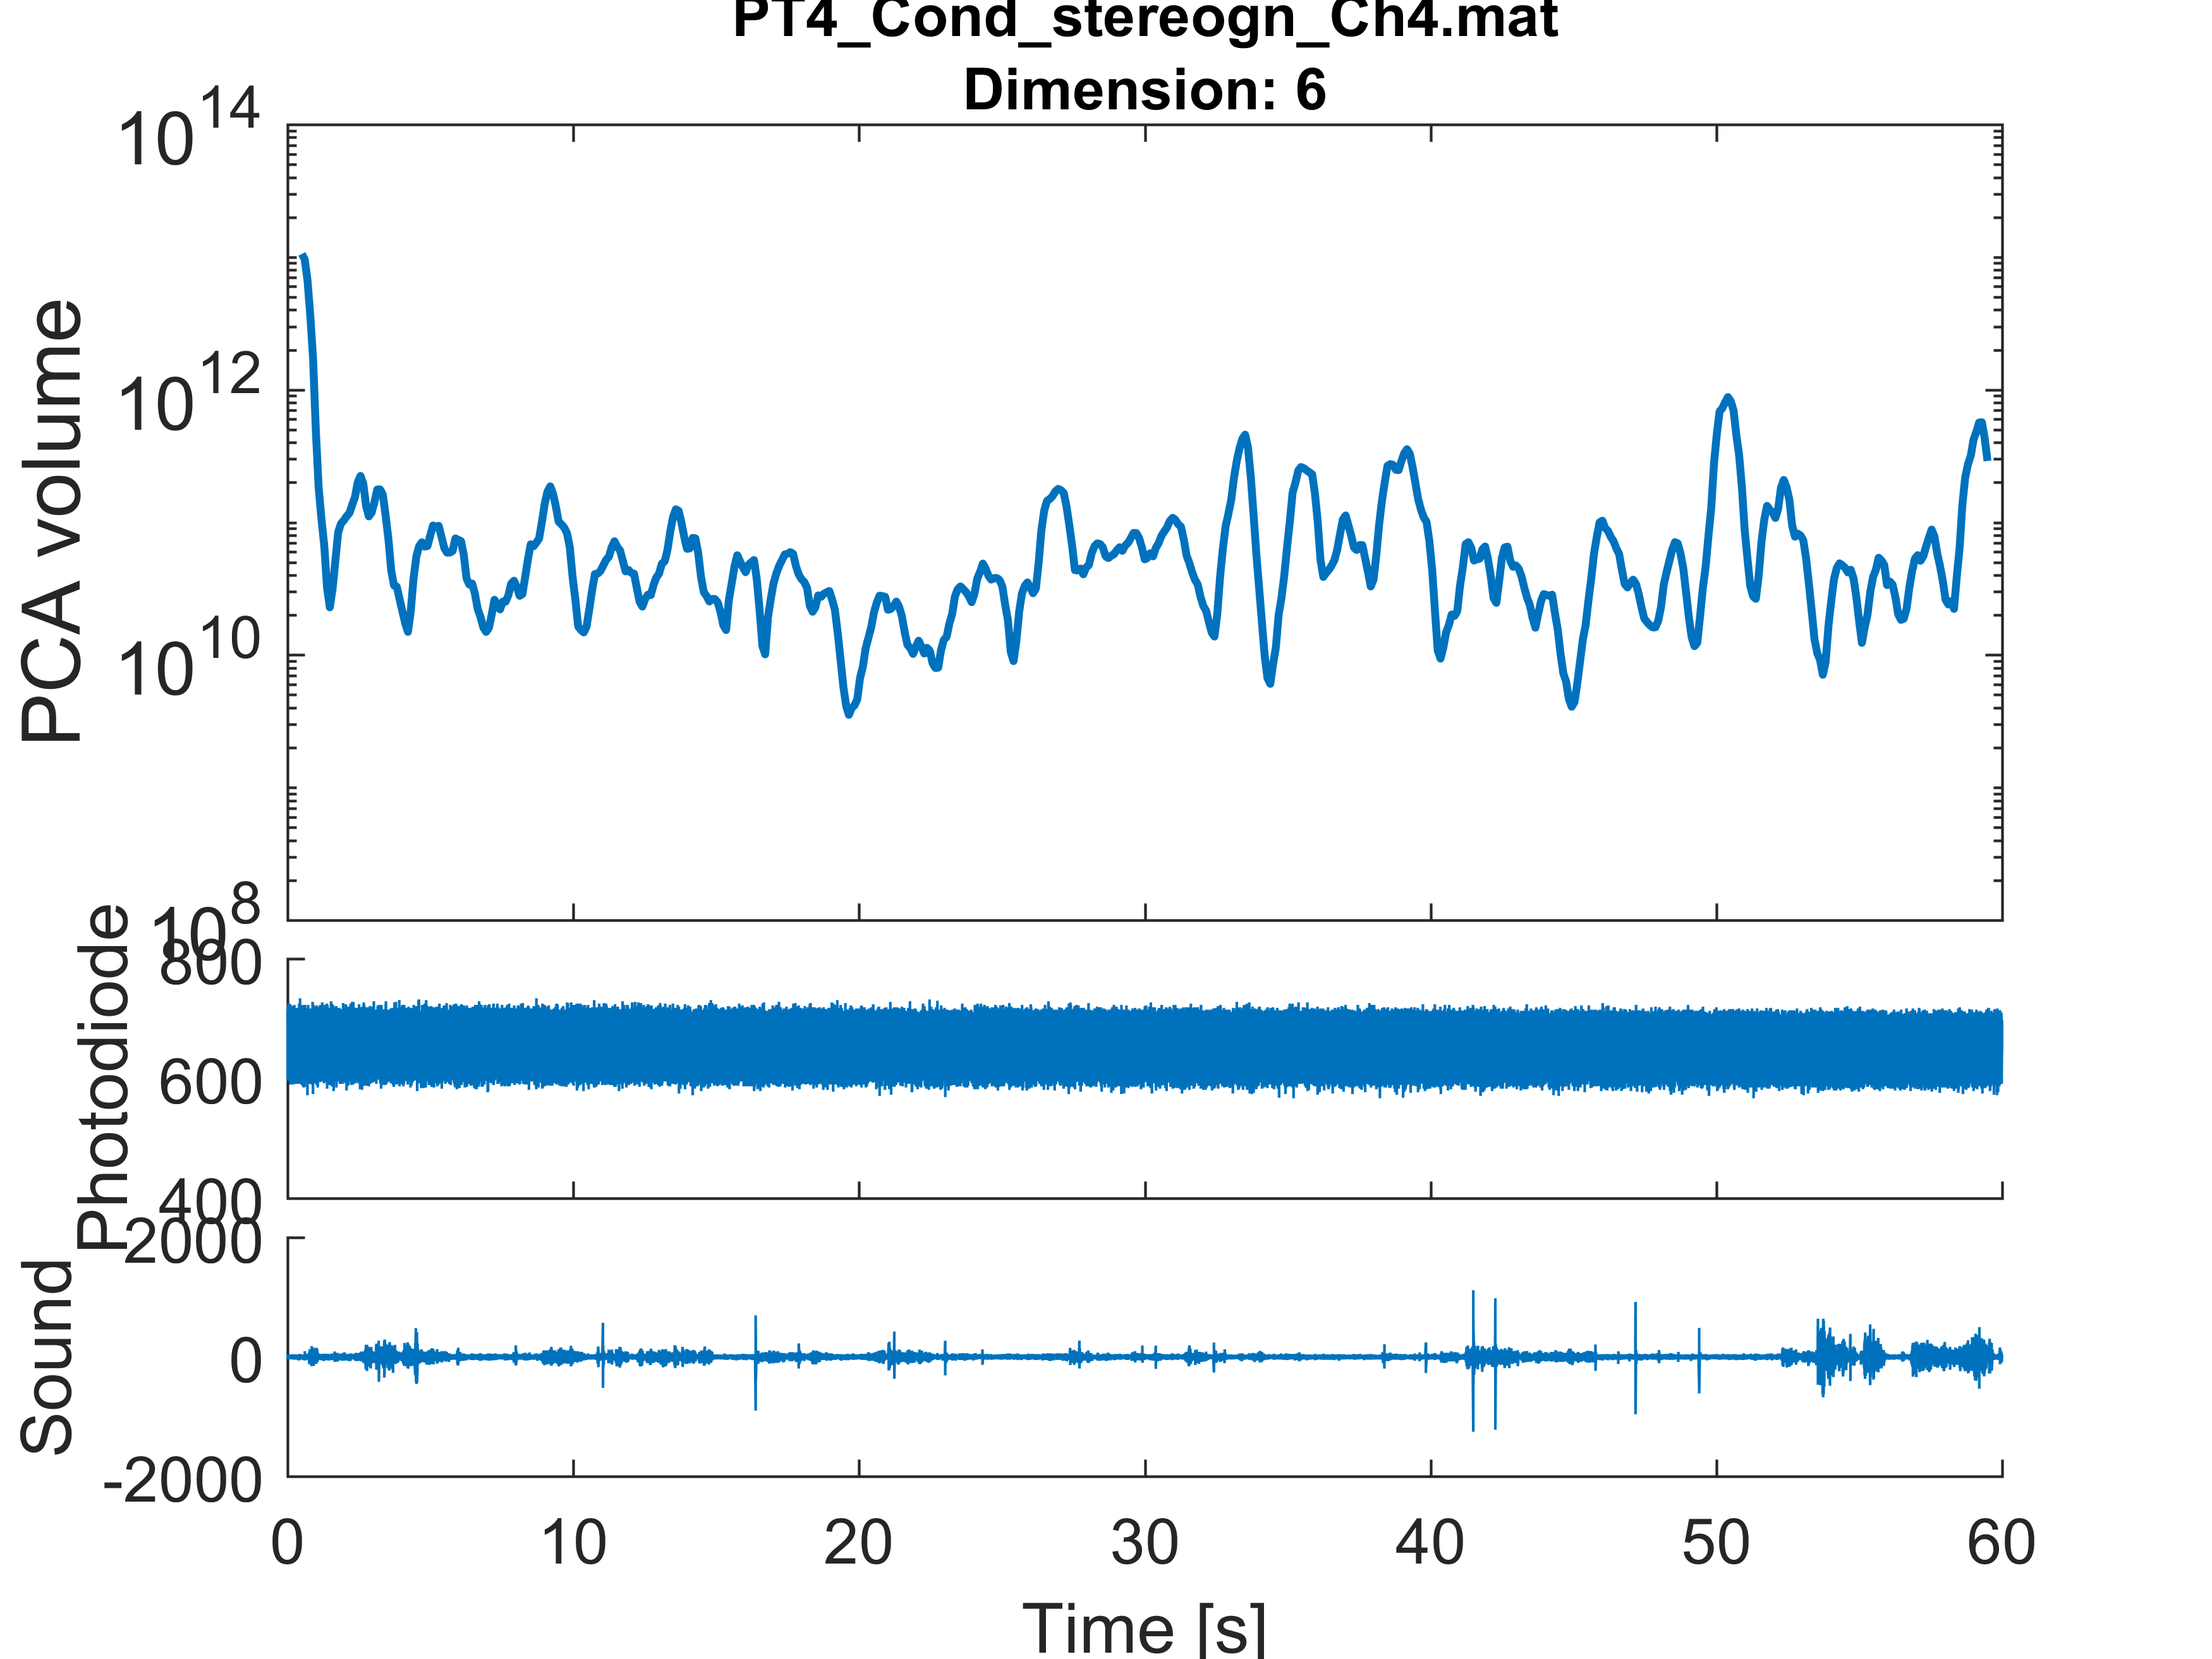 PT4_Cond_stereogn_Ch4.mat
Dimension: 6
PCA volume
10^14
10^12
10^10
10^8
Photodiode
800
600
400
Sound
2000
0
-2000
0 10 20 30 40 50 60
Time [s]